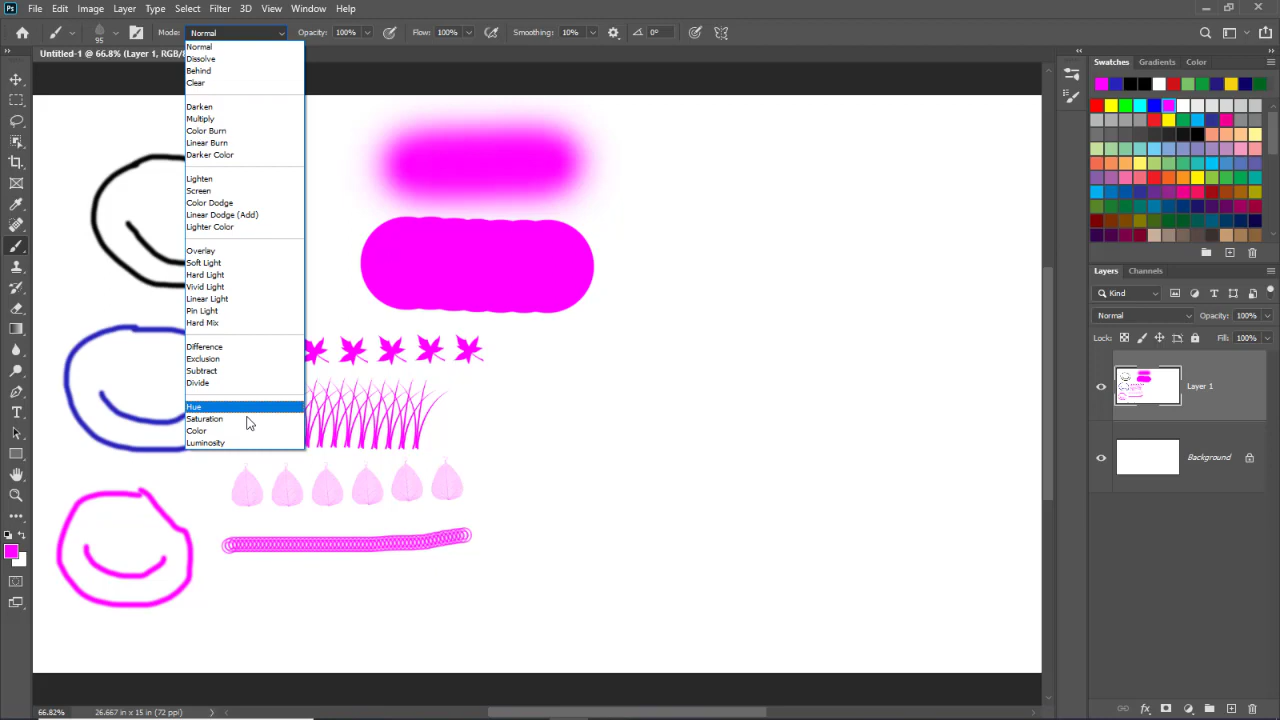 Ps File Edit Image Layer Type Select Filter 3D View Window Help
95 Mode: Normal Opacity: 100% Flow: 100% Smoothing: 10% 0°
Untitled-1 @ 66.8% (Layer 1, RGB/
Normal
Dissolve
Behind
Clear
Darken
Multiply
Color Burn
Linear Burn
Darker Color
Lighten
Screen
Color Dodge
Linear Dodge (Add)
Lighter Color
Overlay
Soft Light
Hard Light
Vivid Light
Linear Light
Pin Light
Hard Mix
Difference
Exclusion
Subtract
Divide
Hue
Saturation
Color
Luminosity
Swatches Gradients Color
Layers Channels
Kind
Normal Opacity: 100%
Lock: Fill: 100%
Layer 1
Background
fx
66.82% 26.667 in x 15 in (72 ppi)